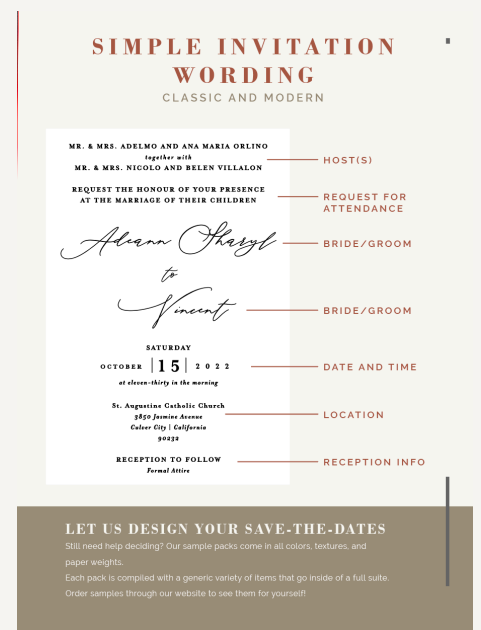 SIMPLE INVITATION
WORDING
CLASSIC AND MODERN
MR. & MRS. ADELMO AND ANA MARIA ORLINO
together with
MR. & MRS. NICOLO AND BELEN VILLALON
HOST(S)
REQUEST THE HONOUR OF YOUR PRESENCE
AT THE MARRIAGE OF THEIR CHILDREN
REQUEST FOR
ATTENDANCE
Adeann Sharyl
BRIDE/GROOM
to
Vincent
BRIDE/GROOM
SATURDAY
OCTOBER | 15 | 2022
DATE AND TIME
at eleven-thirty in the morning
St. Augustine Catholic Church
3850 Jasmine Avenue
LOCATION
Culver City | California
90232
RECEPTION TO FOLLOW
RECEPTION INFO
Formal Attire
LET US DESIGN YOUR SAVE-THE-DATES
Still need help deciding? Our sample packs come in all colors, textures, and
paper weights.
Each pack is compiled with a generic variety of items that go inside of a full suite.
Order samples through our website to see them for yourself!